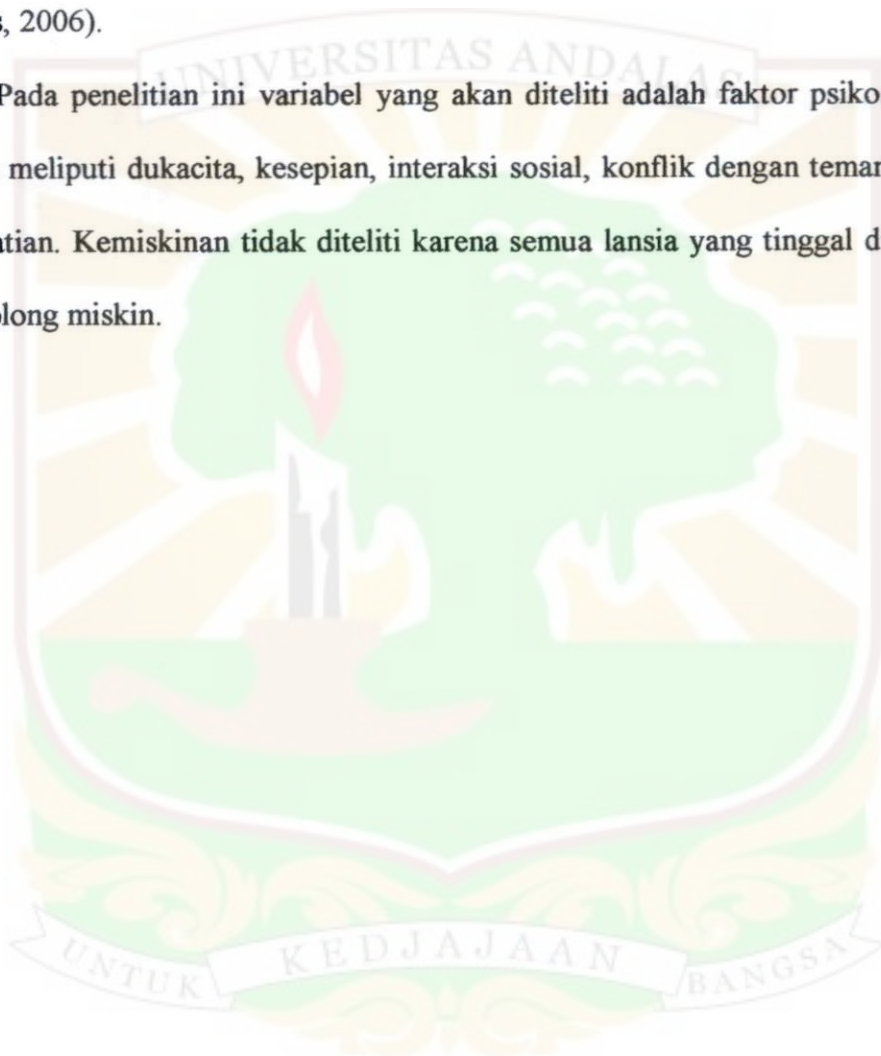 , 2006).
UNIVERSITAS ANDALAS
Pada penelitian ini variabel yang akan diteliti adalah faktor psiko
meliputi dukacita, kesepian, interaksi sosial, konflik dengan teman
tian. Kemiskinan tidak diteliti karena semua lansia yang tinggal d
long miskin.
UNTUK KEDJAJAAN BANGSA